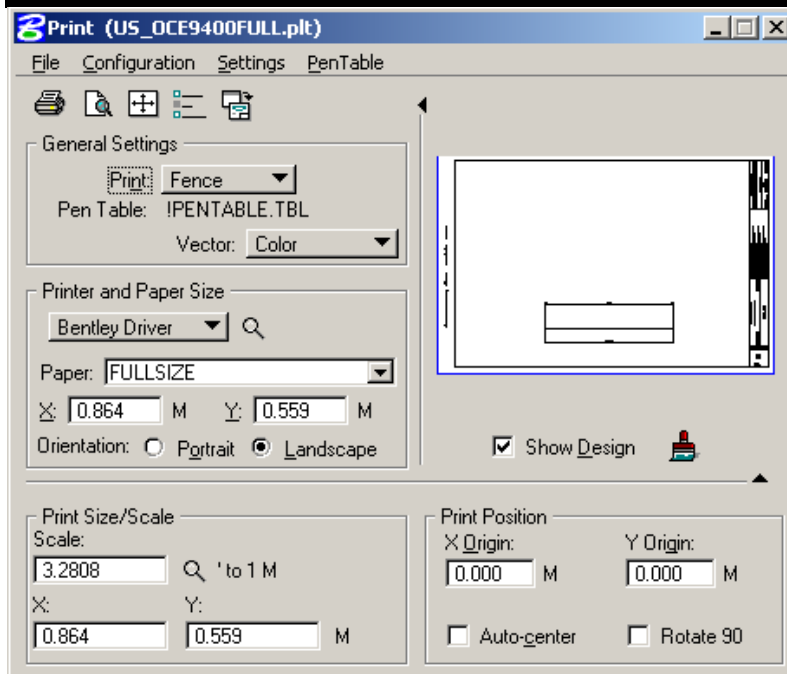 Print (US_OCE9400FULL.plt)
File Configuration Settings PenTable
General Settings
Print: Fence
Pen Table: !PENTABLE.TBL
Vector: Color
Printer and Paper Size
Bentley Driver
Paper: FULLSIZE
X: 0.864 M Y: 0.559 M
Orientation: Portrait Landscape
Show Design
Print Size/Scale
Scale:
3.2808 ' to 1 M
X: Y:
0.864 0.559 M
Print Position
X Origin: Y Origin:
0.000 M 0.000 M
Auto-center Rotate 90